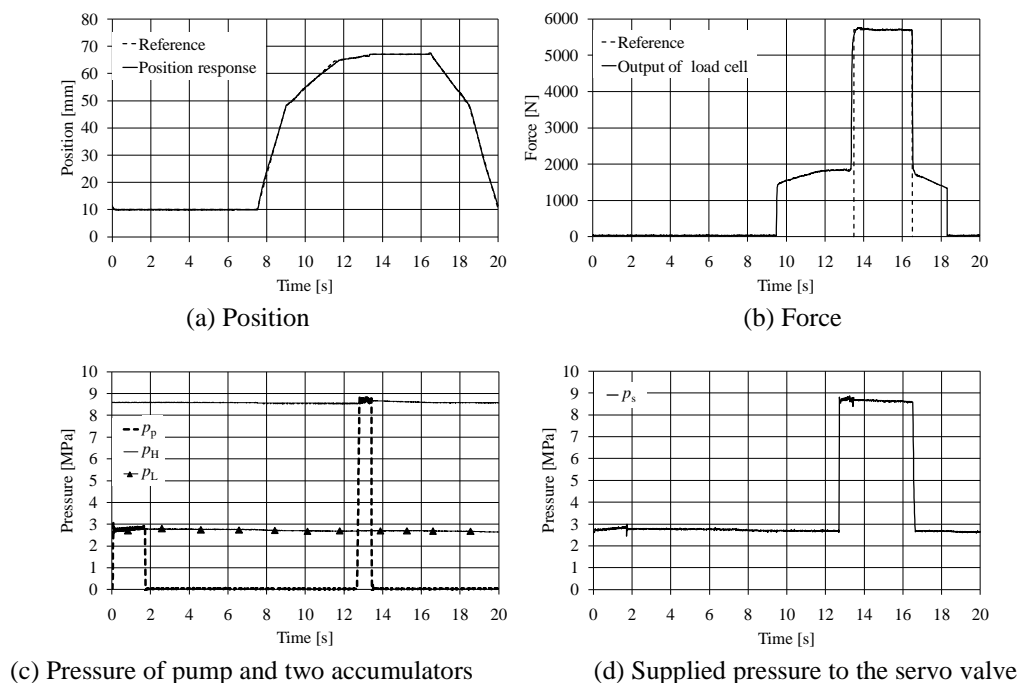 80
70
60
50
40
30
20
10
0
Position [mm]
Reference
Position response
0 2 4 6 8 10 12 14 16 18 20
Time [s]
(a) Position
6000
5000
4000
3000
2000
1000
0
Force [N]
Reference
Output of load cell
0 2 4 6 8 10 12 14 16 18 20
Time [s]
(b) Force
10
9
8
7
6
5
4
3
2
1
0
Pressure [MPa]
pp
pH
pL
0 2 4 6 8 10 12 14 16 18 20
Time [s]
(c) Pressure of pump and two accumulators
10
9
8
7
6
5
4
3
2
1
0
Pressure [MPa]
ps
0 2 4 6 8 10 12 14 16 18 20
Time [s]
(d) Supplied pressure to the servo valve